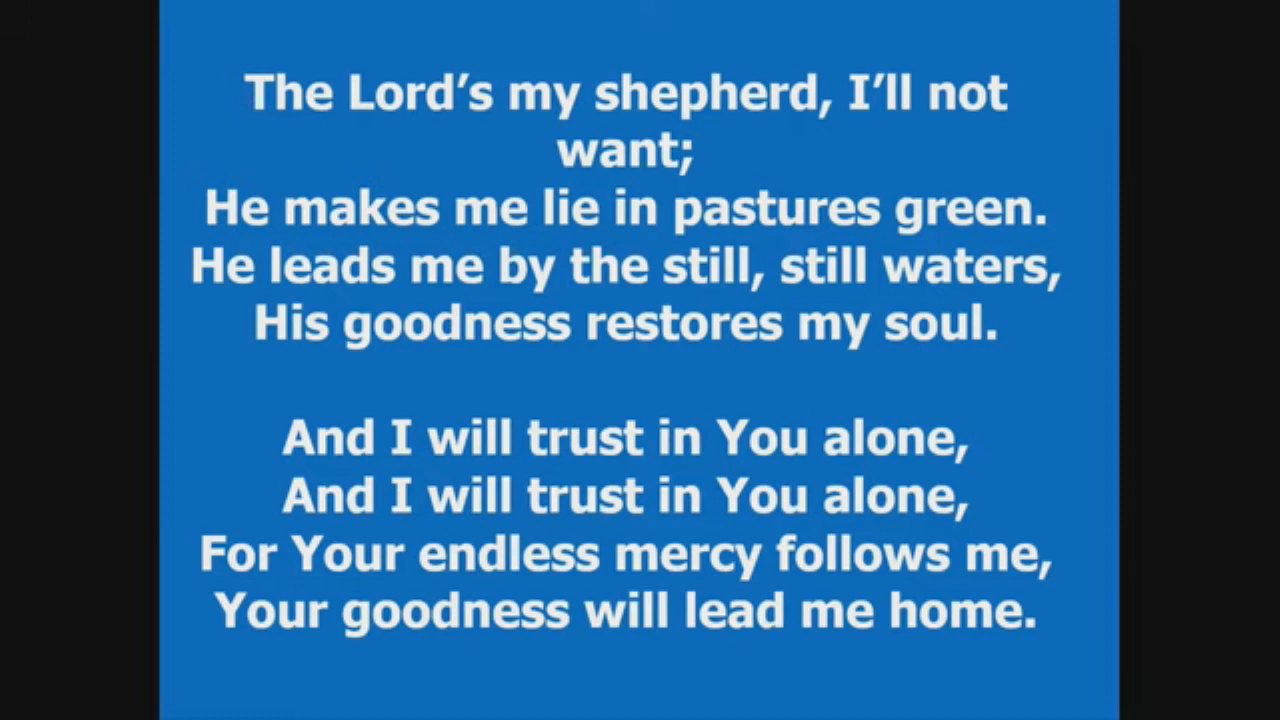 The Lord’s my shepherd, I’ll not
want;
He makes me lie in pastures green.
He leads me by the still, still waters,
His goodness restores my soul.
And I will trust in You alone,
And I will trust in You alone,
For Your endless mercy follows me,
Your goodness will lead me home.